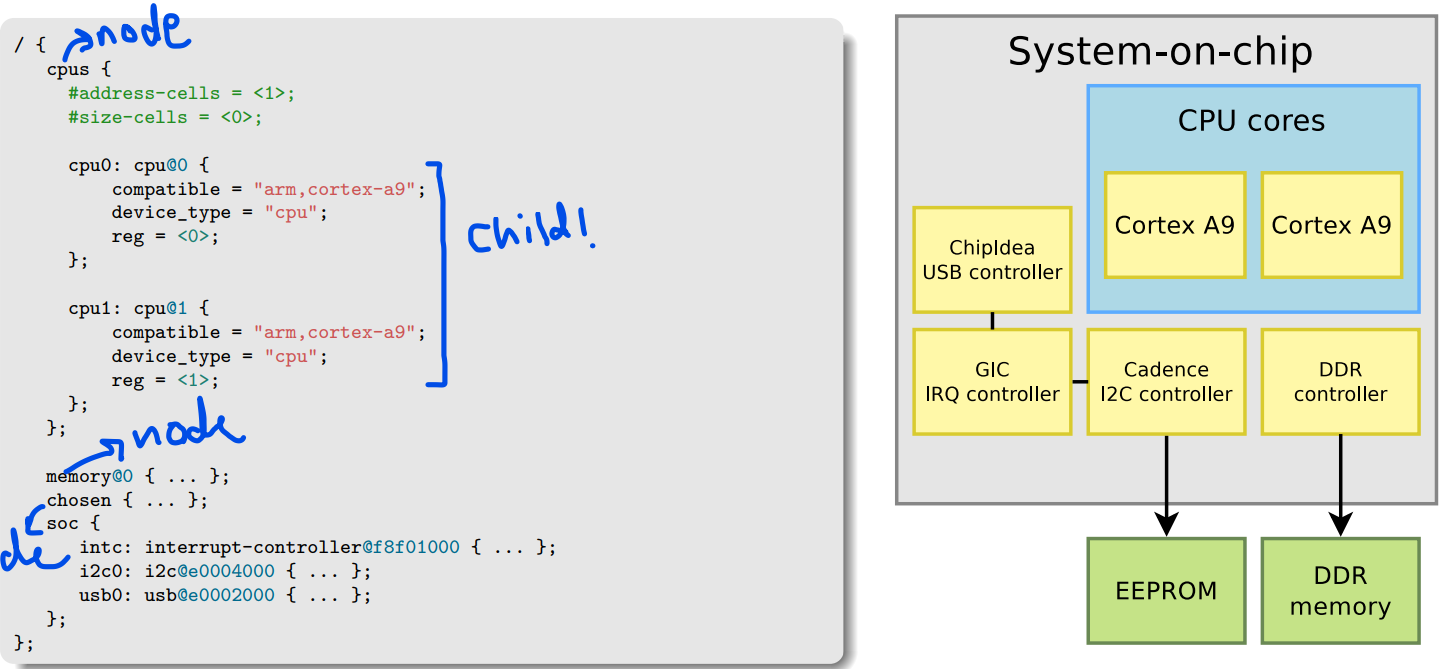 / {
node
cpus {
#address-cells = <1>;
#size-cells = <0>;
cpu0: cpu@0 {
compatible = "arm,cortex-a9";
device_type = "cpu";
reg = <0>;
};
child!
cpu1: cpu@1 {
compatible = "arm,cortex-a9";
device_type = "cpu";
reg = <1>;
};
};
node
memory@0 { ... };
chosen { ... };
soc {
de
intc: interrupt-controller@f8f01000 { ... };
i2c0: i2c@e0004000 { ... };
usb0: usb@e0002000 { ... };
};
};
System-on-chip
CPU cores
Cortex A9
Cortex A9
ChipIdea
USB controller
GIC
IRQ controller
Cadence
I2C controller
DDR
controller
EEPROM
DDR
memory